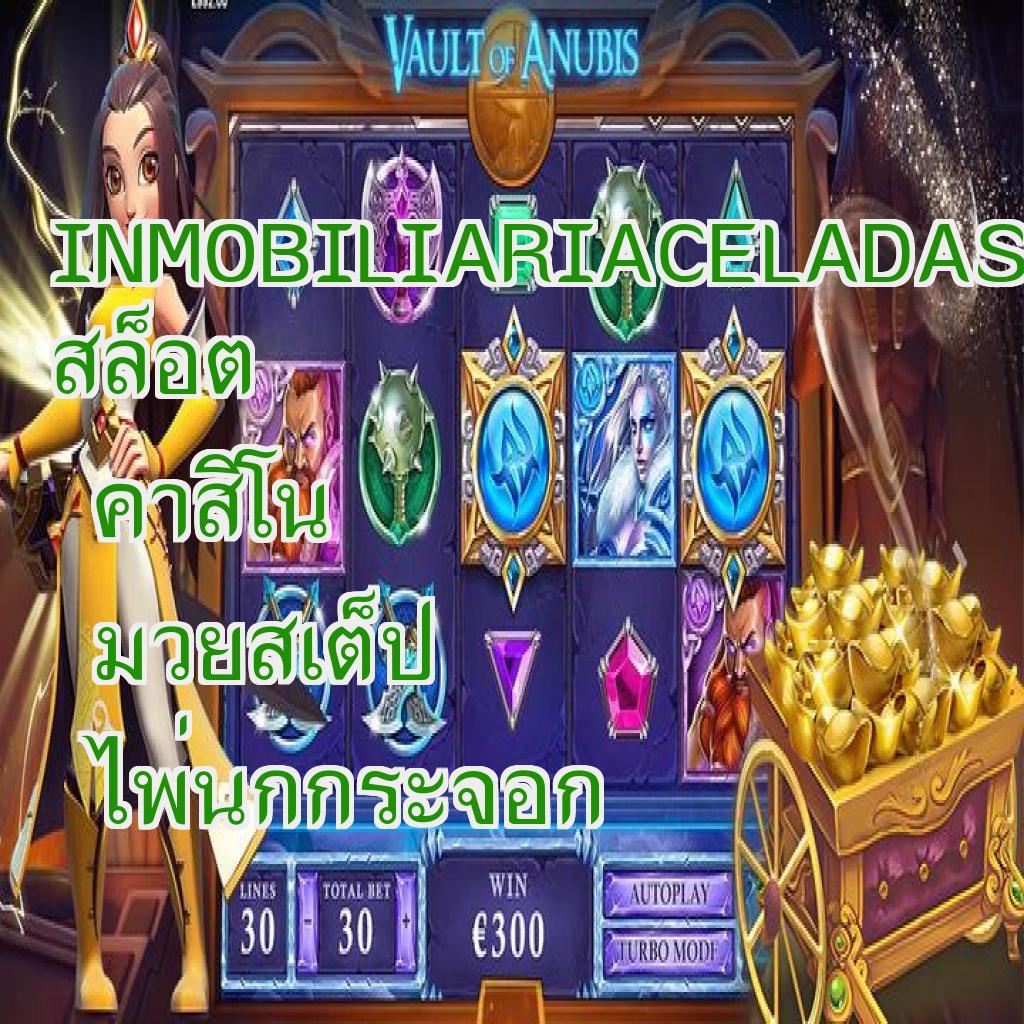 VAULT OF ANUBIS
INMOBILIARIACELADAS
สล็อต
คาสิโน
มวยสเต็ป
ไพ่นกกระจอก
LINES
30
TOTAL BET
- 30 +
WIN
€300
AUTOPLAY
TURBO MODE